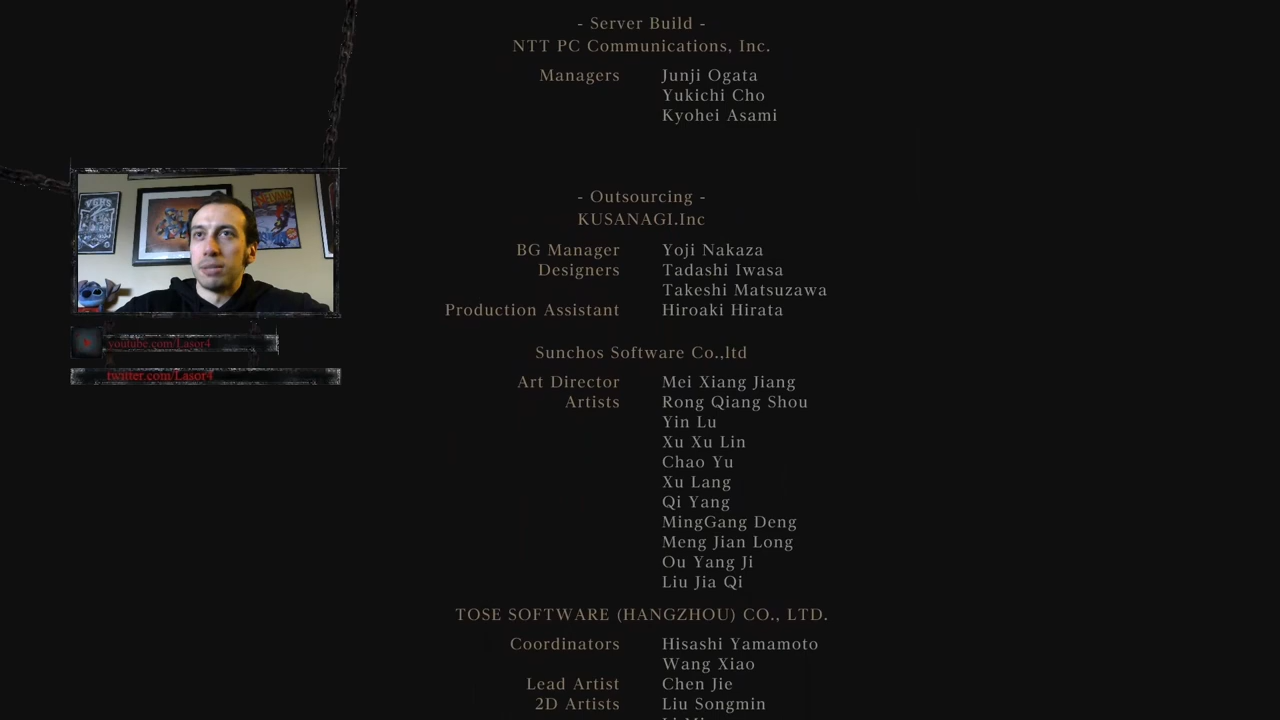 - Server Build -
NTT PC Communications, Inc.
Managers Junji Ogata
Yukichi Cho
Kyohei Asami
- Outsourcing -
KUSANAGI.Inc
BG Manager Yoji Nakaza
Designers Tadashi Iwasa
Takeshi Matsuzawa
Production Assistant Hiroaki Hirata
Sunchos Software Co.,ltd
Art Director Mei Xiang Jiang
Artists Rong Qiang Shou
Yin Lu
Xu Xu Lin
Chao Yu
Xu Lang
Qi Yang
MingGang Deng
Meng Jian Long
Ou Yang Ji
Liu Jia Qi
TOSE SOFTWARE (HANGZHOU) CO., LTD.
Coordinators Hisashi Yamamoto
Wang Xiao
Lead Artist Chen Jie
2D Artists Liu Songmin
youtube.com/Lasor4
twitter.com/Lasor4